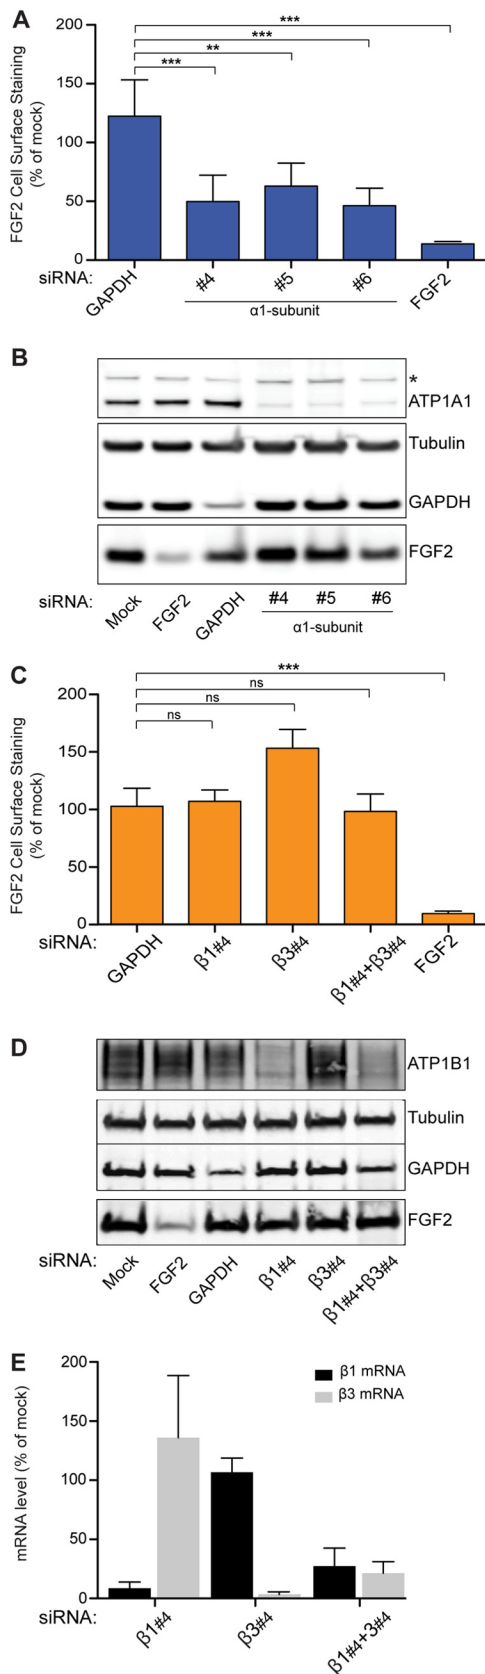 A
FGF2 Cell Surface Staining
(% of mock)
200
150
100
50
0
***
***
**
***
siRNA:
GAPDH
#4
#5
#6
FGF2
α1-subunit
B
*
ATP1A1
Tubulin
GAPDH
FGF2
siRNA:
Mock
FGF2
GAPDH
#4
#5
#6
α1-subunit
C
FGF2 Cell Surface Staining
(% of mock)
200
150
100
50
0
***
ns
ns
ns
siRNA:
GAPDH
β1#4
β3#4
β1#4+β3#4
FGF2
D
ATP1B1
Tubulin
GAPDH
FGF2
siRNA:
Mock
FGF2
GAPDH
β1#4
β3#4
β1#4+β3#4
E
mRNA level (% of mock)
200
150
100
50
0
β1 mRNA
β3 mRNA
siRNA:
β1#4
β3#4
β1#4+3#4